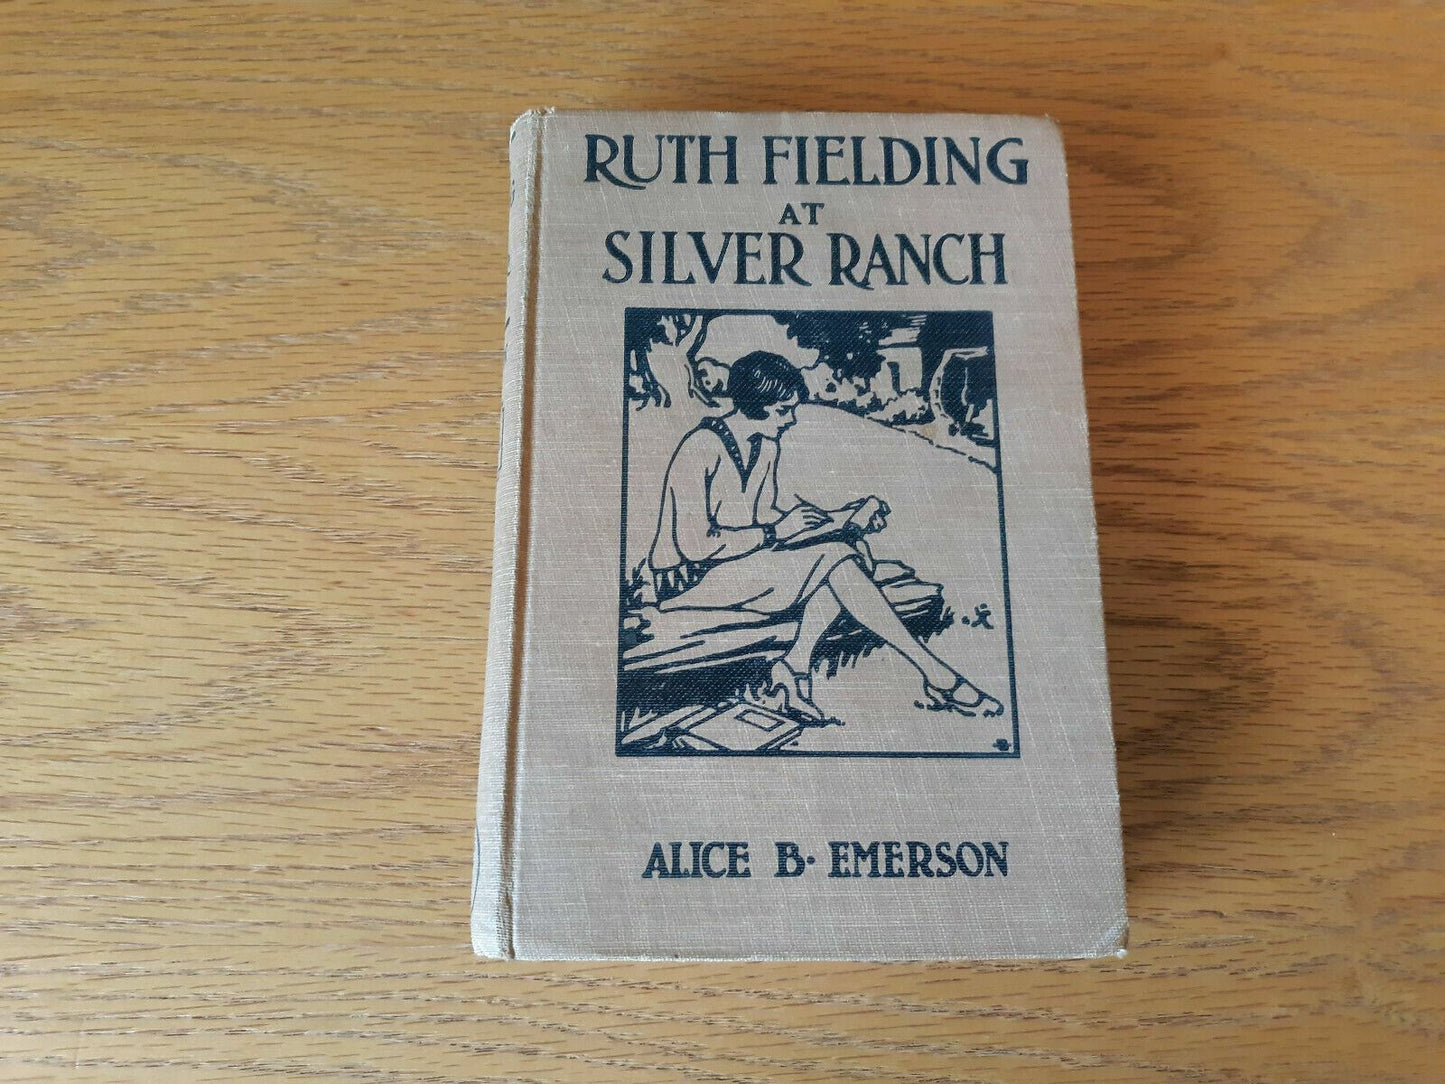 RUTH FIELDING
AT
SILVER RANCH
ALICE B. EMERSON